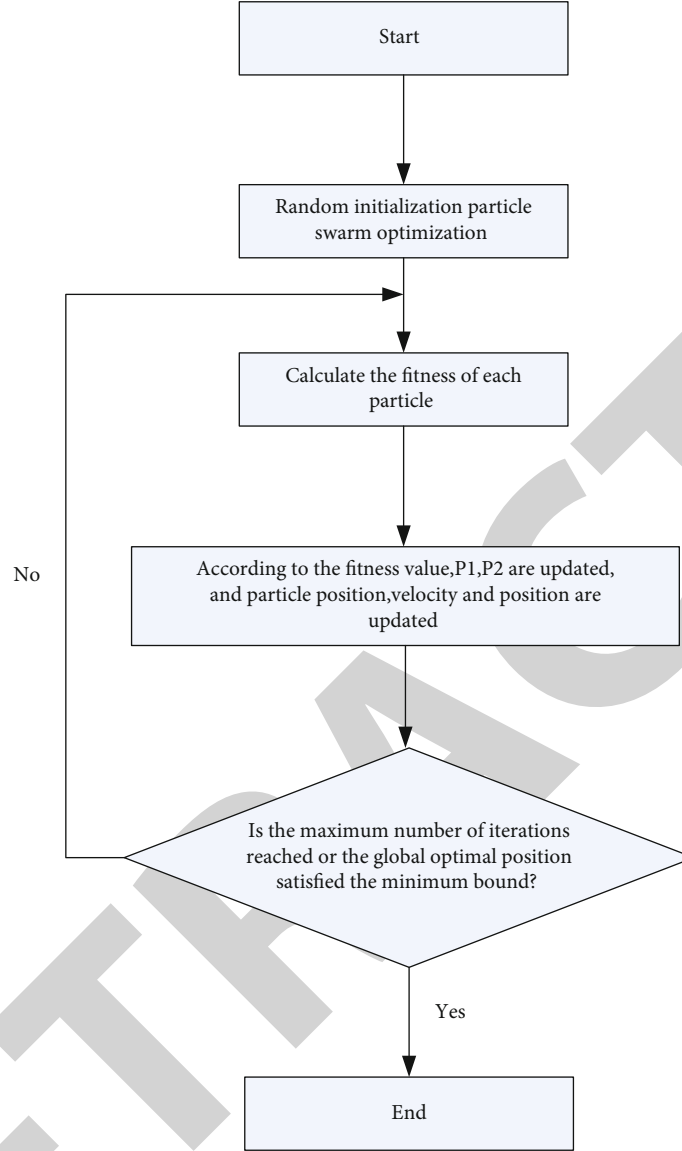 Start
Random initialization particle
swarm optimization
Calculate the fitness of each
particle
No
According to the fitness value,P1,P2 are updated,
and particle position,velocity and position are
updated
Is the maximum number of iterations
reached or the global optimal position
satisfied the minimum bound?
Yes
End